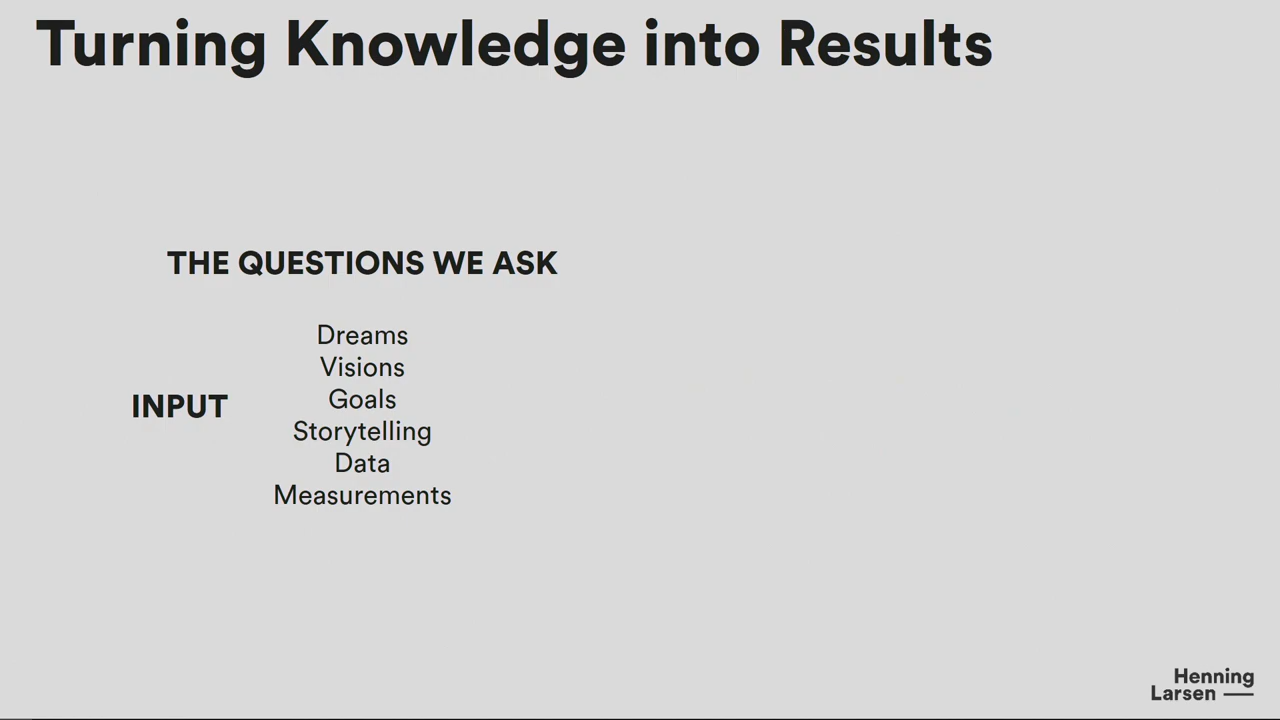 Turning Knowledge into Results
THE QUESTIONS WE ASK
Dreams
Visions
Goals
INPUT
Storytelling
Data
Measurements
Henning
Larsen